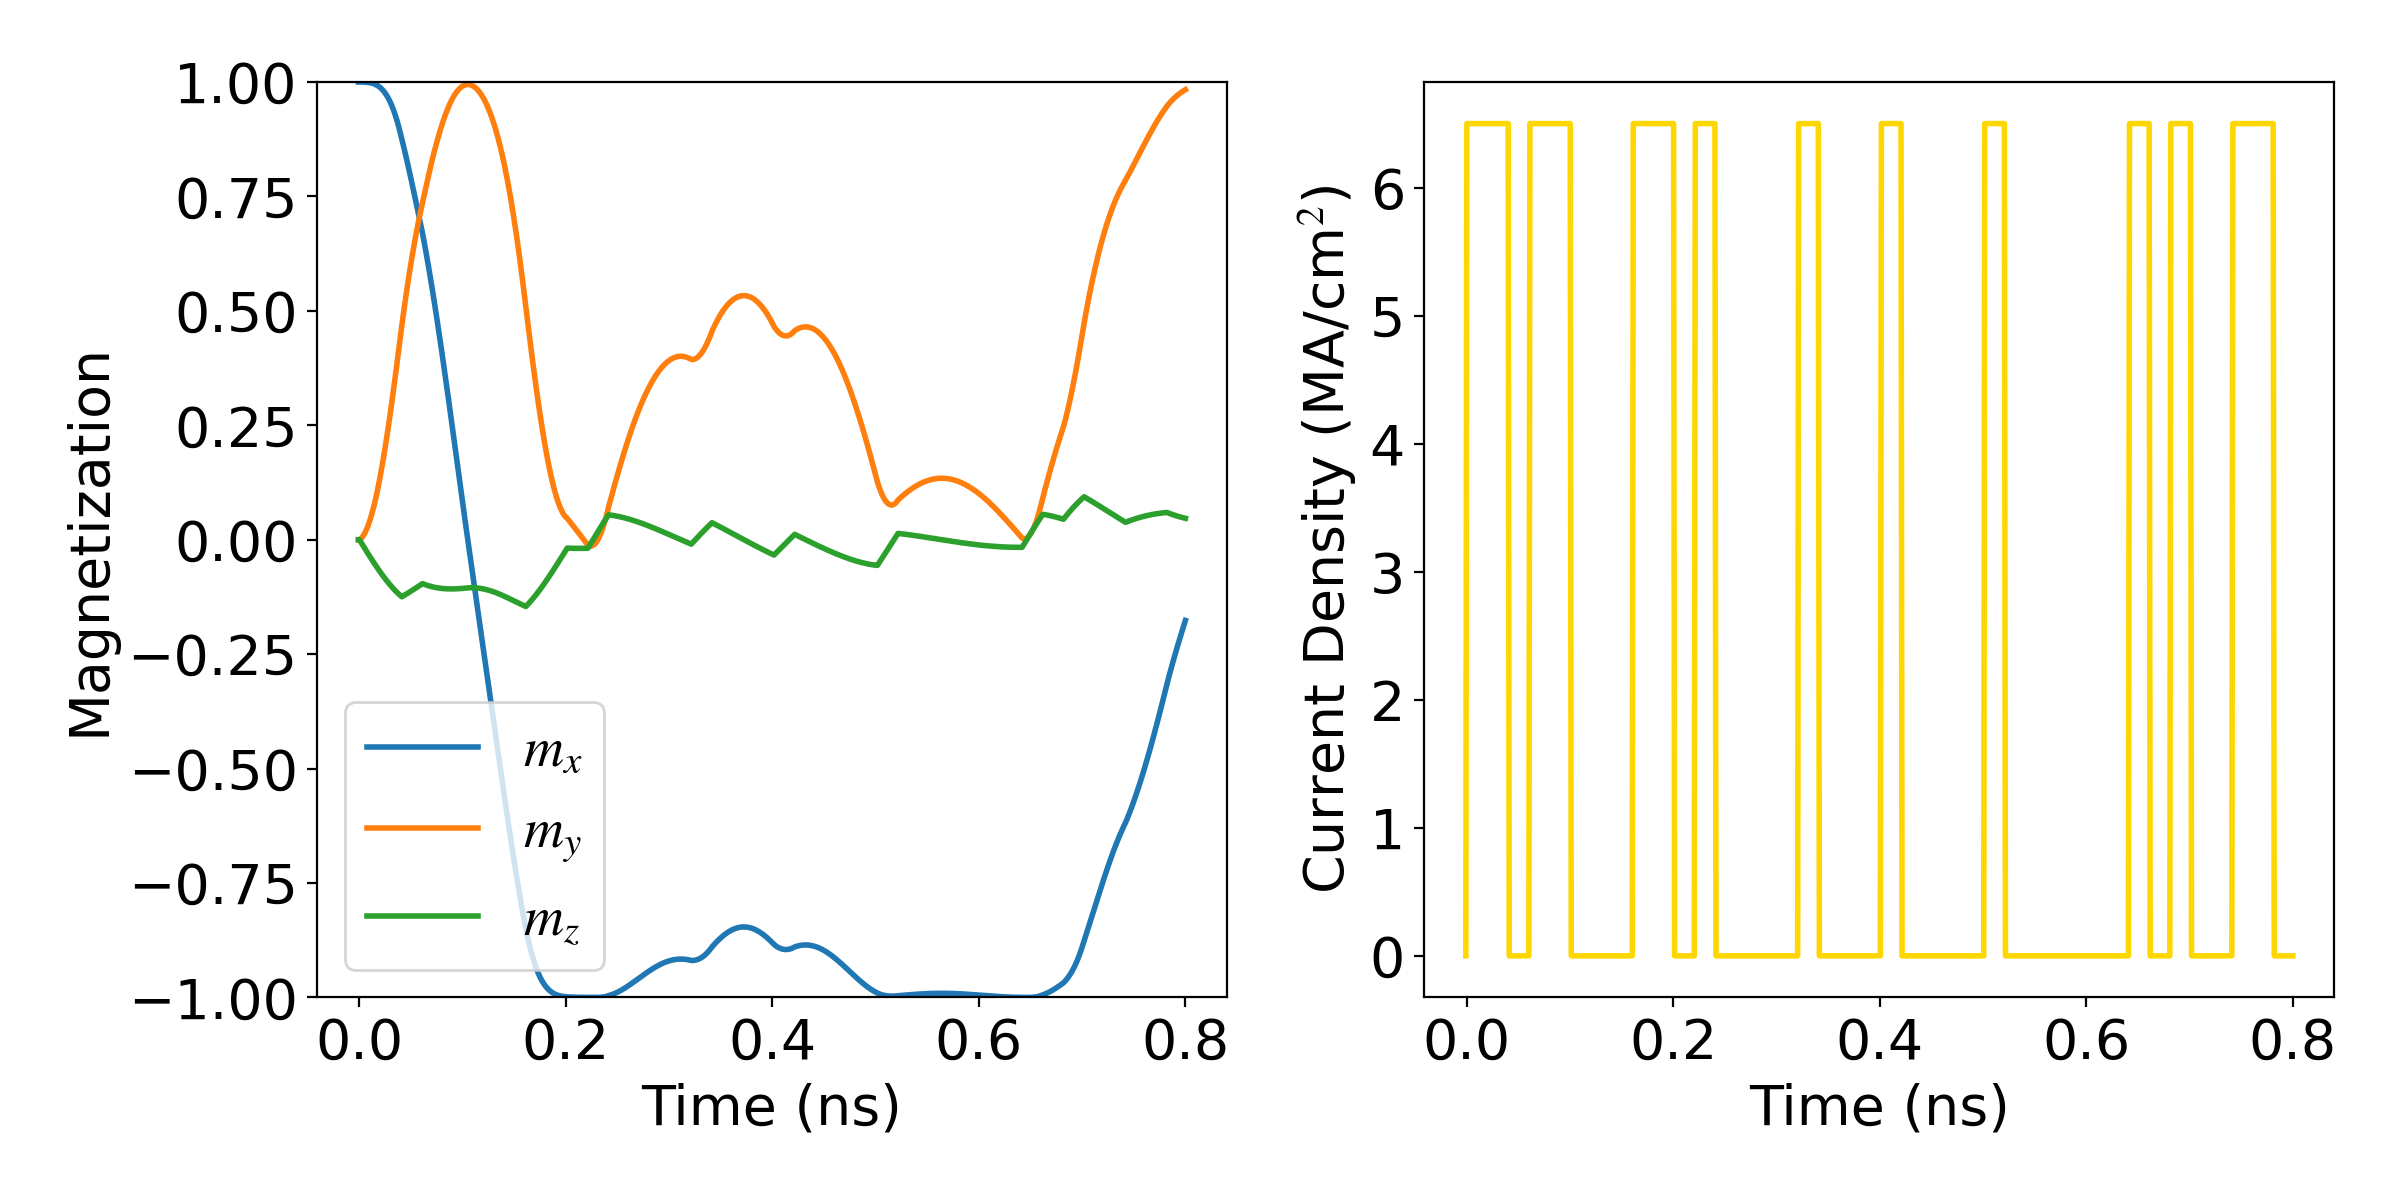 Magnetization
1.00
0.75
0.50
0.25
0.00
−0.25
−0.50
−0.75
−1.00
m_x
m_y
m_z
0.0 0.2 0.4 0.6 0.8
Time (ns)
Current Density (MA/cm²)
6
5
4
3
2
1
0
0.0 0.2 0.4 0.6 0.8
Time (ns)